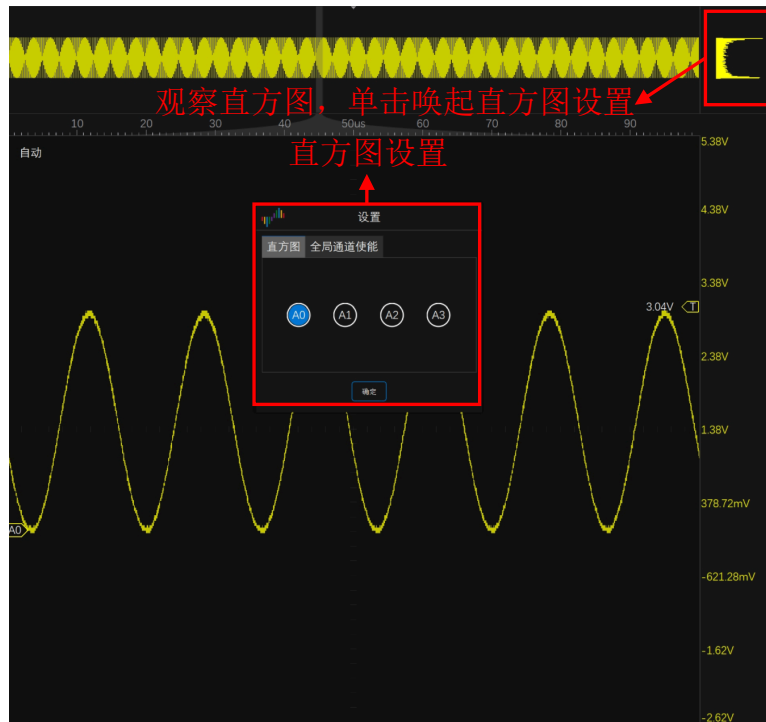 观察直方图，单击唤起直方图设置
10 20 30 40 50us 60 70 80 90
直方图设置
自动
5.38V
4.38V
设置
直方图 全局通道使能
3.38V
3.04V T
A0 A1 A2 A3
2.38V
确定
1.38V
378.72mV
A0
-621.28mV
-1.62V
-2.62V